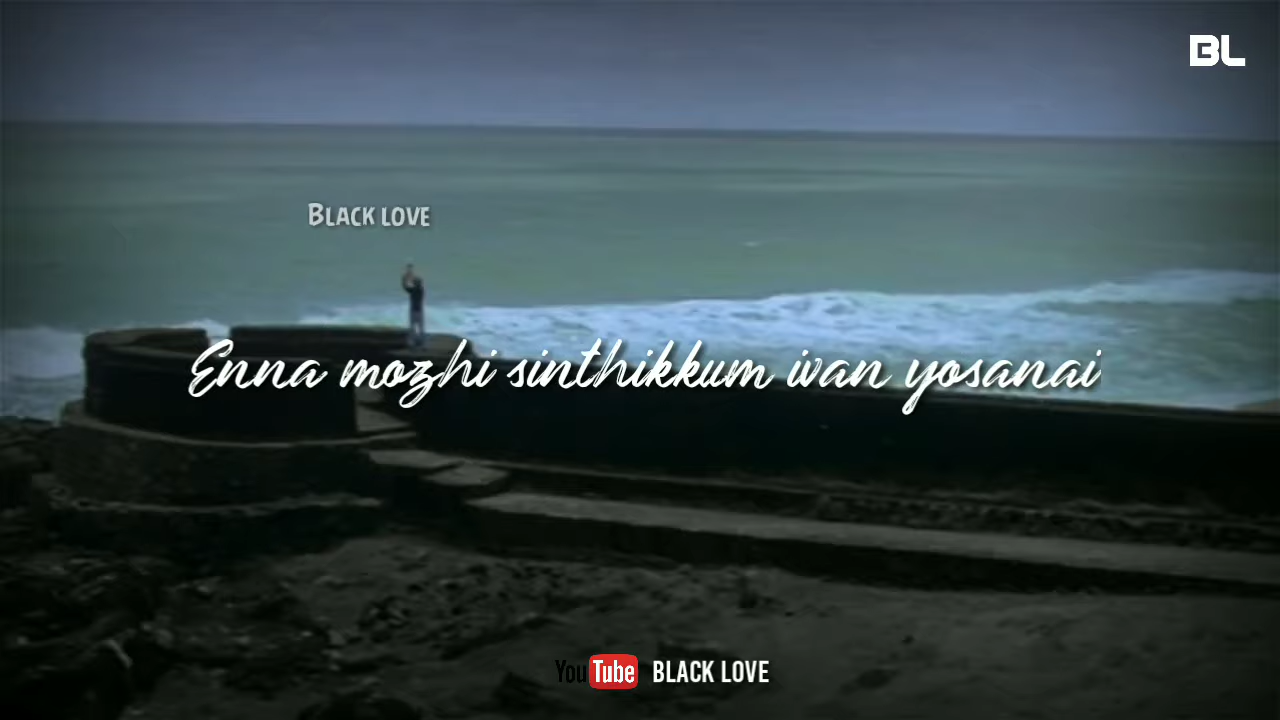 BL
BLACK LOVE
Enna mozhi sinthikkum ivan yosanai
YouTube BLACK LOVE